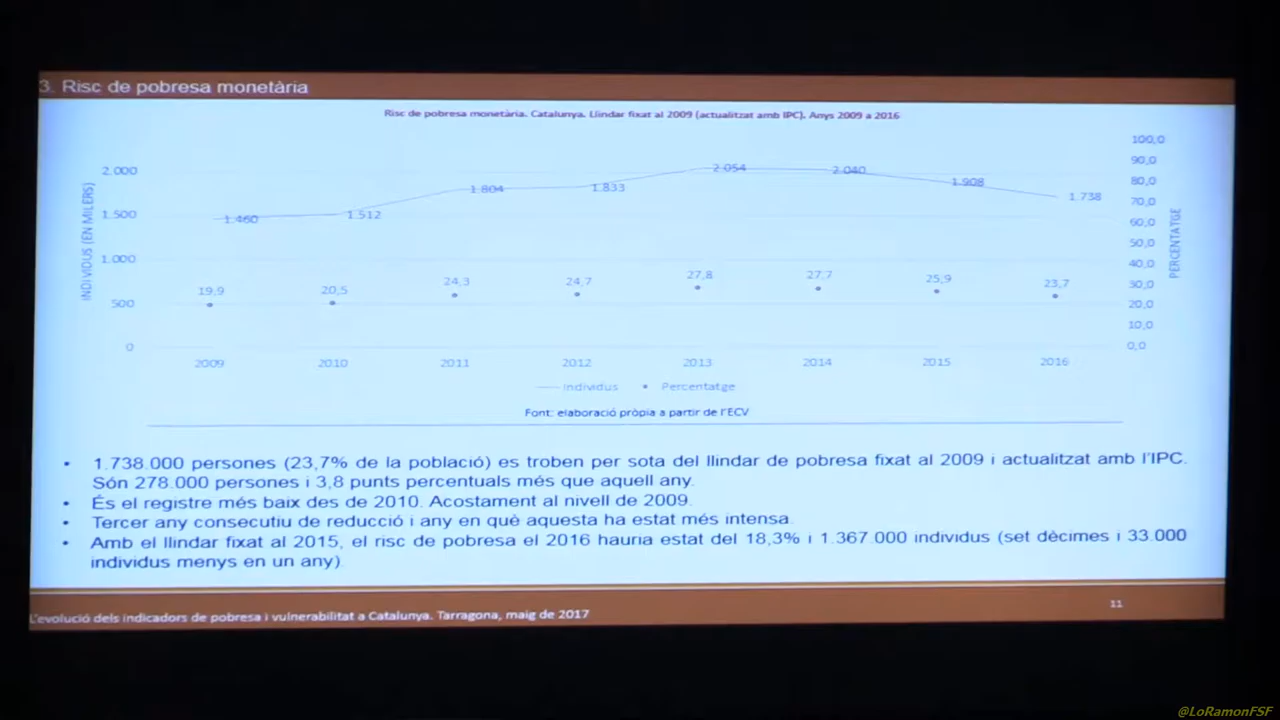 3. Risc de pobresa monetària
Risc de pobresa monetària. Catalunya. Llindar fixat al 2009 (actualitzat amb IPC). Anys 2009 a 2016
INDIVIDUS (EN MILERS)
2.000
1.500
1.000
500
0
1.460
1.512
1.804
1.833
2.054
2.040
1.908
1.738
19,9
20,5
24,3
24,7
27,8
27,7
25,9
23,7
100,0
90,0
80,0
70,0
60,0
50,0
40,0
30,0
20,0
10,0
0,0
PERCENTATGE
2009 2010 2011 2012 2013 2014 2015 2016
Individus • Percentatge
Font: elaboració pròpia a partir de l'ECV
• 1.738.000 persones (23,7% de la població) es troben per sota del llindar de pobresa fixat al 2009 i actualitzat amb l'IPC.
Són 278.000 persones i 3,8 punts percentuals més que aquell any.
• És el registre més baix des de 2010. Acostament al nivell de 2009.
• Tercer any consecutiu de reducció i any en què aquesta ha estat més intensa.
• Amb el llindar fixat al 2015, el risc de pobresa el 2016 hauria estat del 18,3% i 1.367.000 individus (set dècimes i 33.000
individus menys en un any).
L'evolució dels indicadors de pobresa i vulnerabilitat a Catalunya. Tarragona, maig de 2017
11
@LoRamonFSF